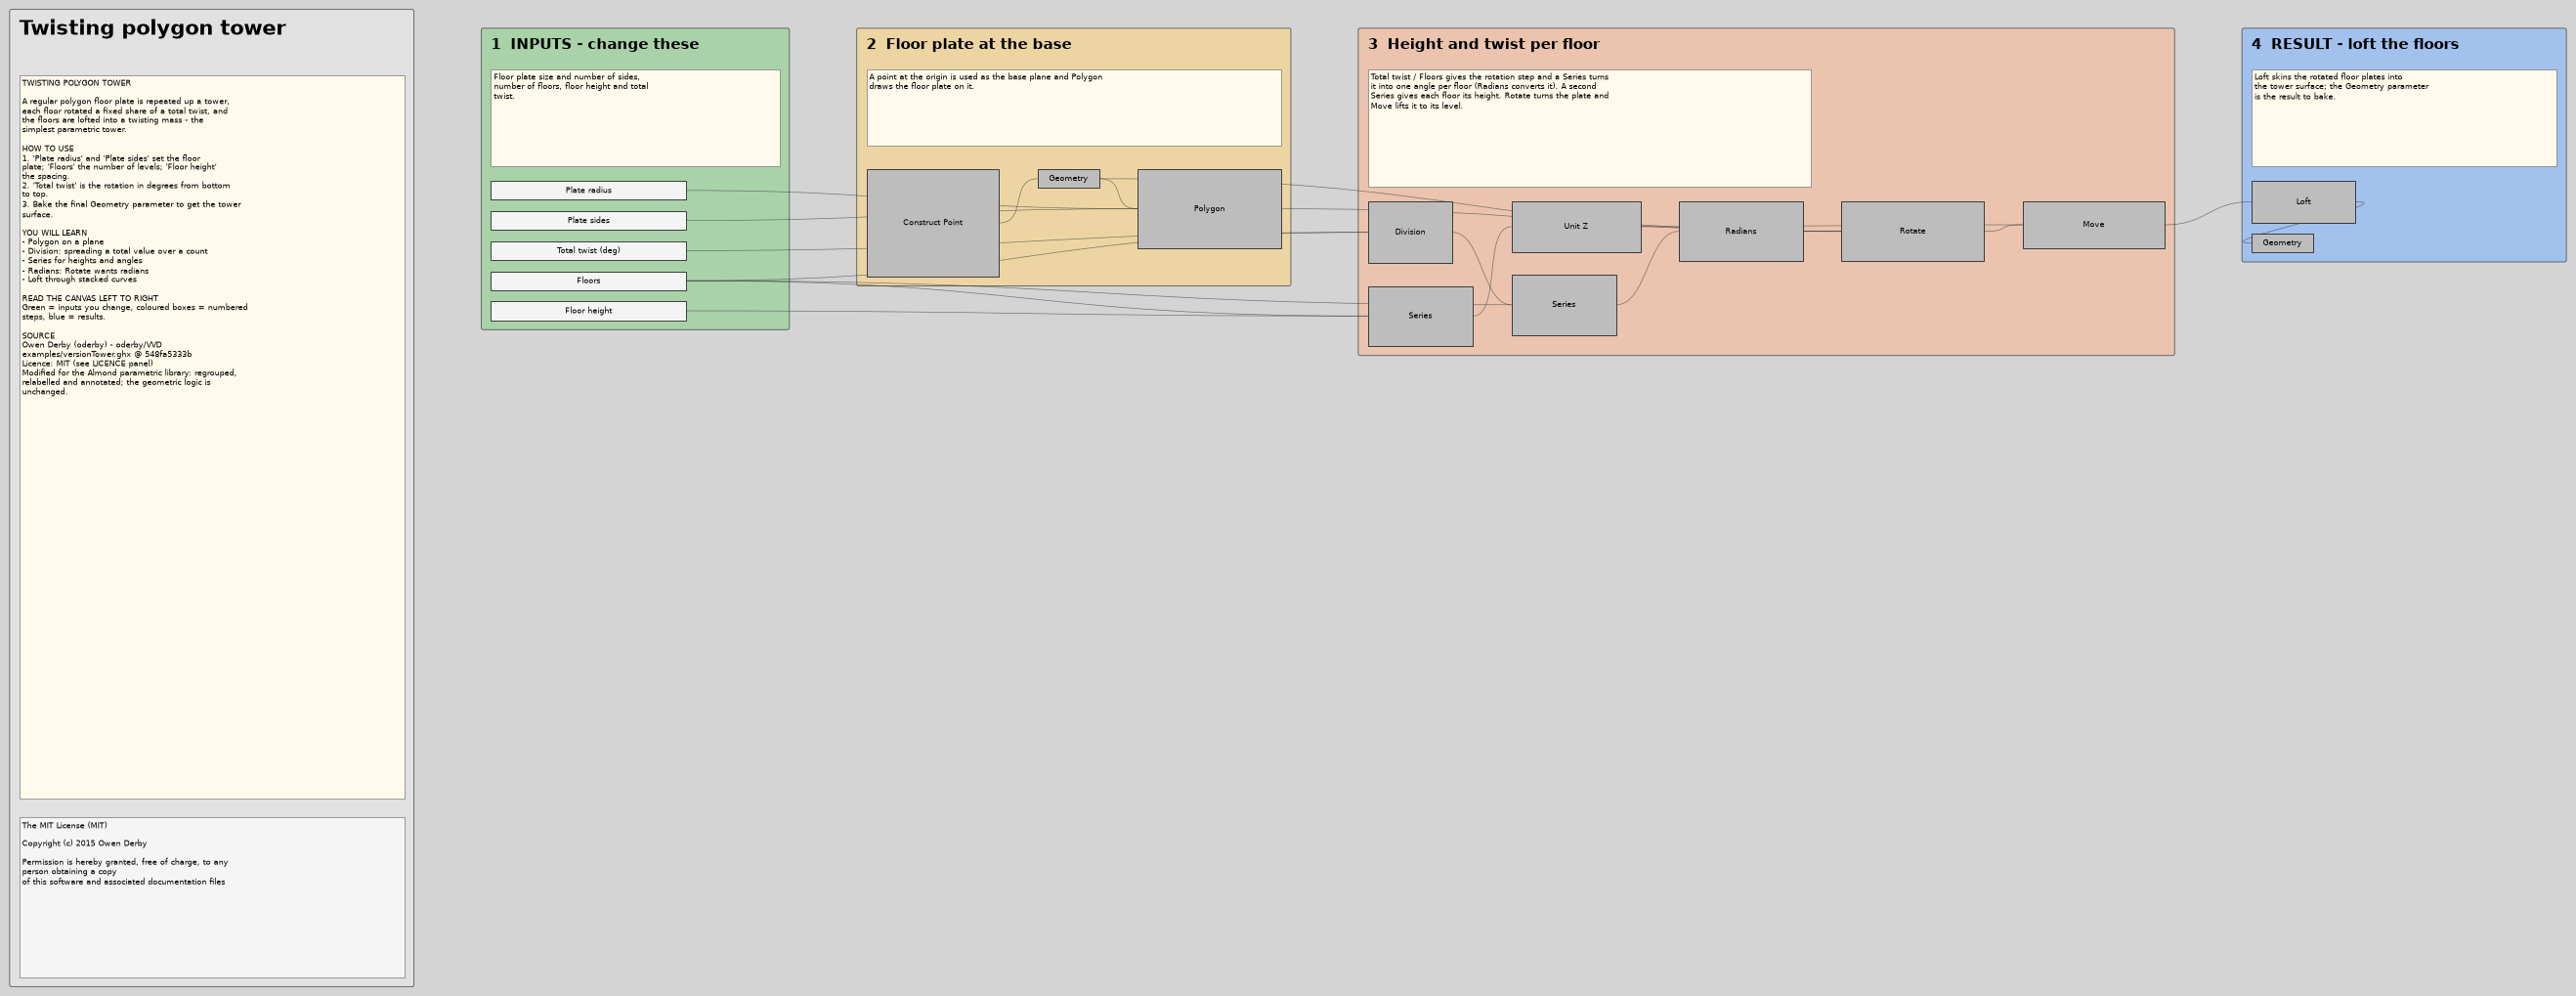 Twisting polygon tower
TWISTING POLYGON TOWER
A regular polygon floor plate is repeated up a tower,
each floor rotated a fixed share of a total twist, and
the floors are lofted into a twisting mass - the
simplest parametric tower.
HOW TO USE
1. 'Plate radius' and 'Plate sides' set the floor
plate; 'Floors' the number of levels; 'Floor height'
the spacing.
2. 'Total twist' is the rotation in degrees from bottom
to top.
3. Bake the final Geometry parameter to get the tower
surface.
YOU WILL LEARN
- Polygon on a plane
- Division: spreading a total value over a count
- Series for heights and angles
- Radians: Rotate wants radians
- Loft through stacked curves
READ THE CANVAS LEFT TO RIGHT
Green = inputs you change, coloured boxes = numbered
steps, blue = results.
SOURCE
Owen Derby (oderby) - oderby/VVD
examples/versionTower.ghx @ 548fa5333b
Licence: MIT (see LICENCE panel)
Modified for the Almond parametric library: regrouped,
relabelled and annotated; the geometric logic is
unchanged.
The MIT License (MIT)
Copyright (c) 2015 Owen Derby
Permission is hereby granted, free of charge, to any
person obtaining a copy
of this software and associated documentation files
1 INPUTS - change these
Floor plate size and number of sides,
number of floors, floor height and total
twist.
Plate radius
Plate sides
Total twist (deg)
Floors
Floor height
2 Floor plate at the base
A point at the origin is used as the base plane and Polygon
draws the floor plate on it.
Construct Point
Geometry
Polygon
3 Height and twist per floor
Total twist / Floors gives the rotation step and a Series turns
it into one angle per floor (Radians converts it). A second
Series gives each floor its height. Rotate turns the plate and
Move lifts it to its level.
Division
Series
Unit Z
Series
Radians
Rotate
Move
4 RESULT - loft the floors
Loft skins the rotated floor plates into
the tower surface; the Geometry parameter
is the result to bake.
Loft
Geometry